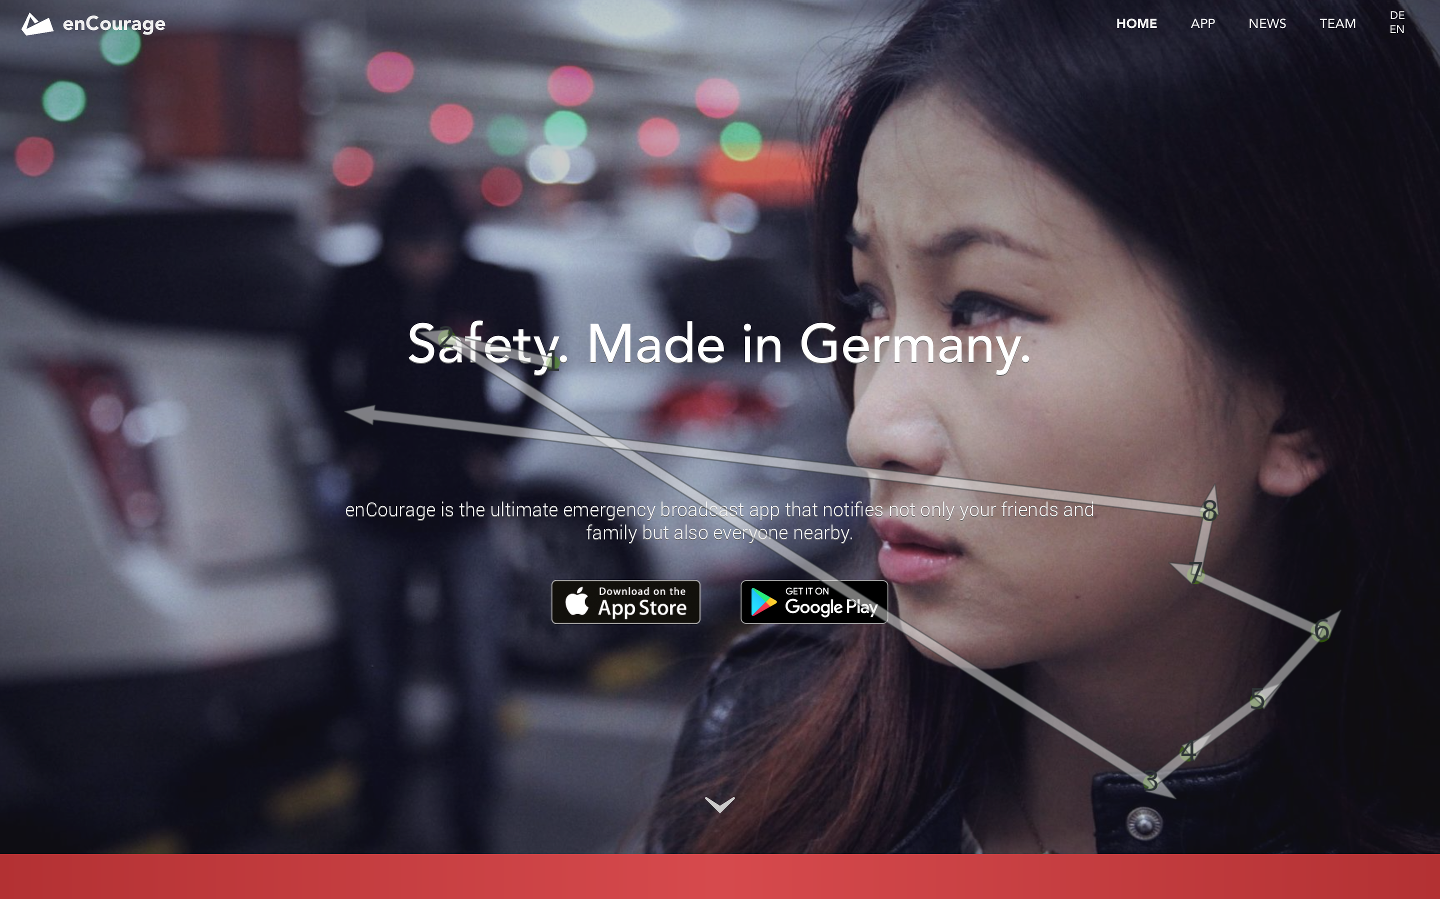 enCourage
HOME APP NEWS TEAM DE
EN
Safety. Made in Germany.
enCourage is the ultimate emergency broadcast app that notifies not only your friends and
family but also everyone nearby.
Download on the
App Store
GET IT ON
Google Play
1
2
3
4
5
6
7
8